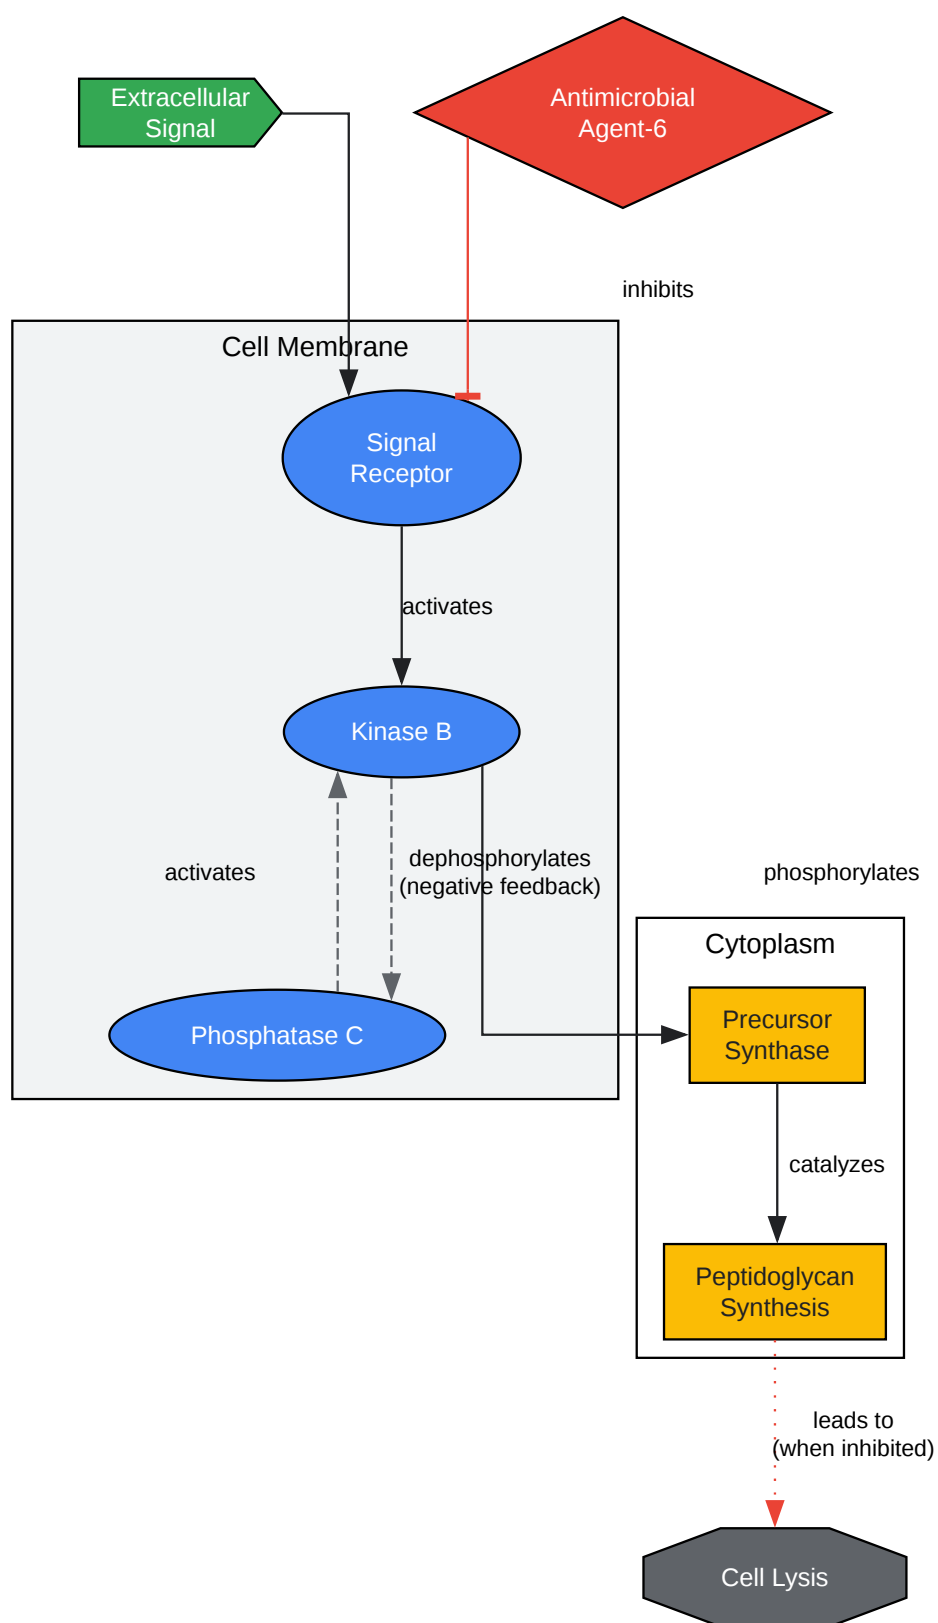 Extracellular
Signal
Antimicrobial
Agent-6
inhibits
Cell Membrane
Signal
Receptor
activates
Kinase B
activates
dephosphorylates
(negative feedback)
phosphorylates
Cytoplasm
Phosphatase C
Precursor
Synthase
catalyzes
Peptidoglycan
Synthesis
leads to
(when inhibited)
Cell Lysis